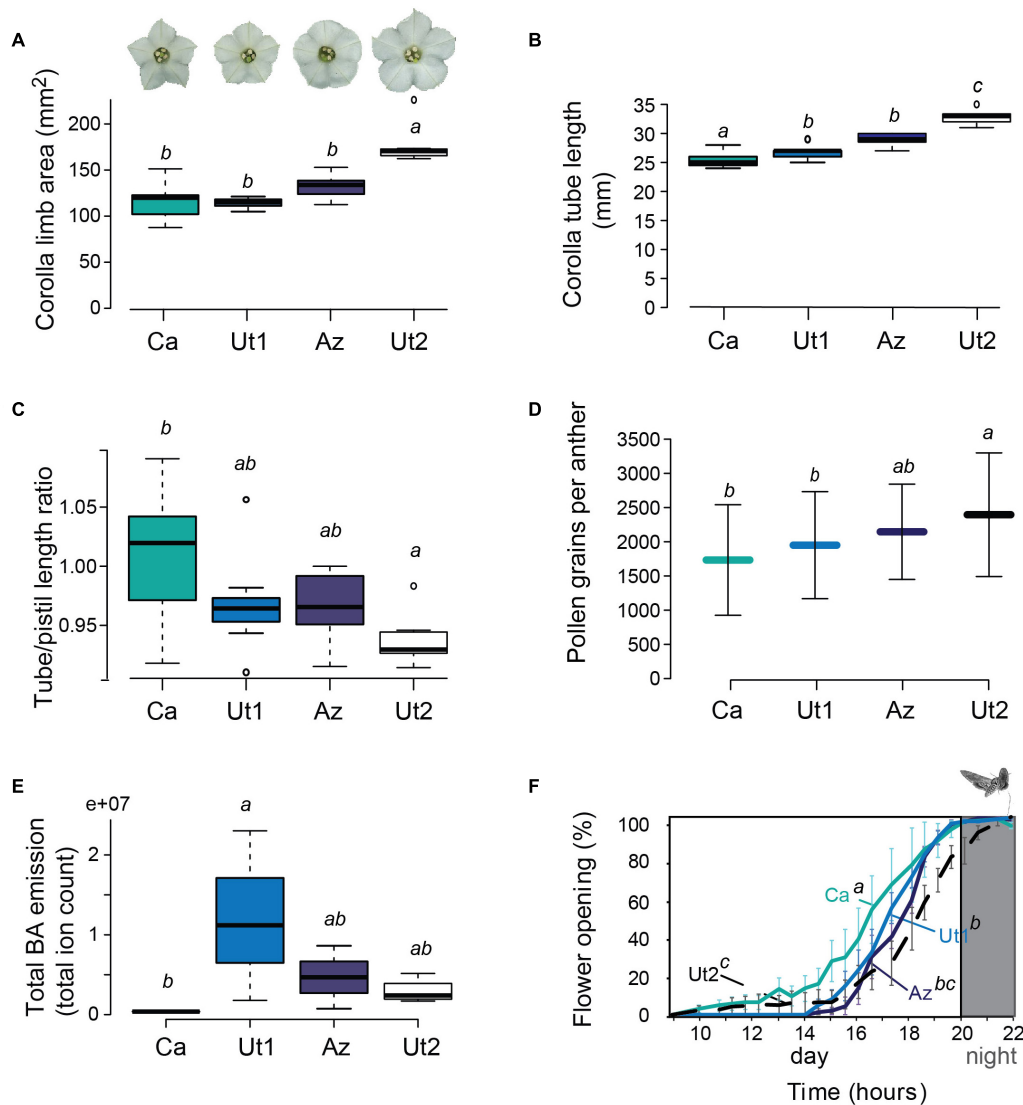 A
Corolla limb area (mm²)
200
150
100
50
0
b
b
b
a
Ca Ut1 Az Ut2
B
Corolla tube length
(mm)
35
30
25
20
15
10
5
0
a
b
b
c
Ca Ut1 Az Ut2
C
Tube/pistil length ratio
1.05
1.00
0.95
b
ab
ab
a
Ca Ut1 Az Ut2
D
Pollen grains per anther
3500
3000
2500
2000
1500
1000
500
0
b
b
ab
a
Ca Ut1 Az Ut2
E
e+07
Total BA emission
(total ion count)
2
1
0
b
a
ab
ab
Ca Ut1 Az Ut2
F
Flower opening (%)
100
80
60
40
20
0
Ca a
Ut1 b
Ut2 c
Az bc
10 12 14 16 18 20 22
day night
Time (hours)